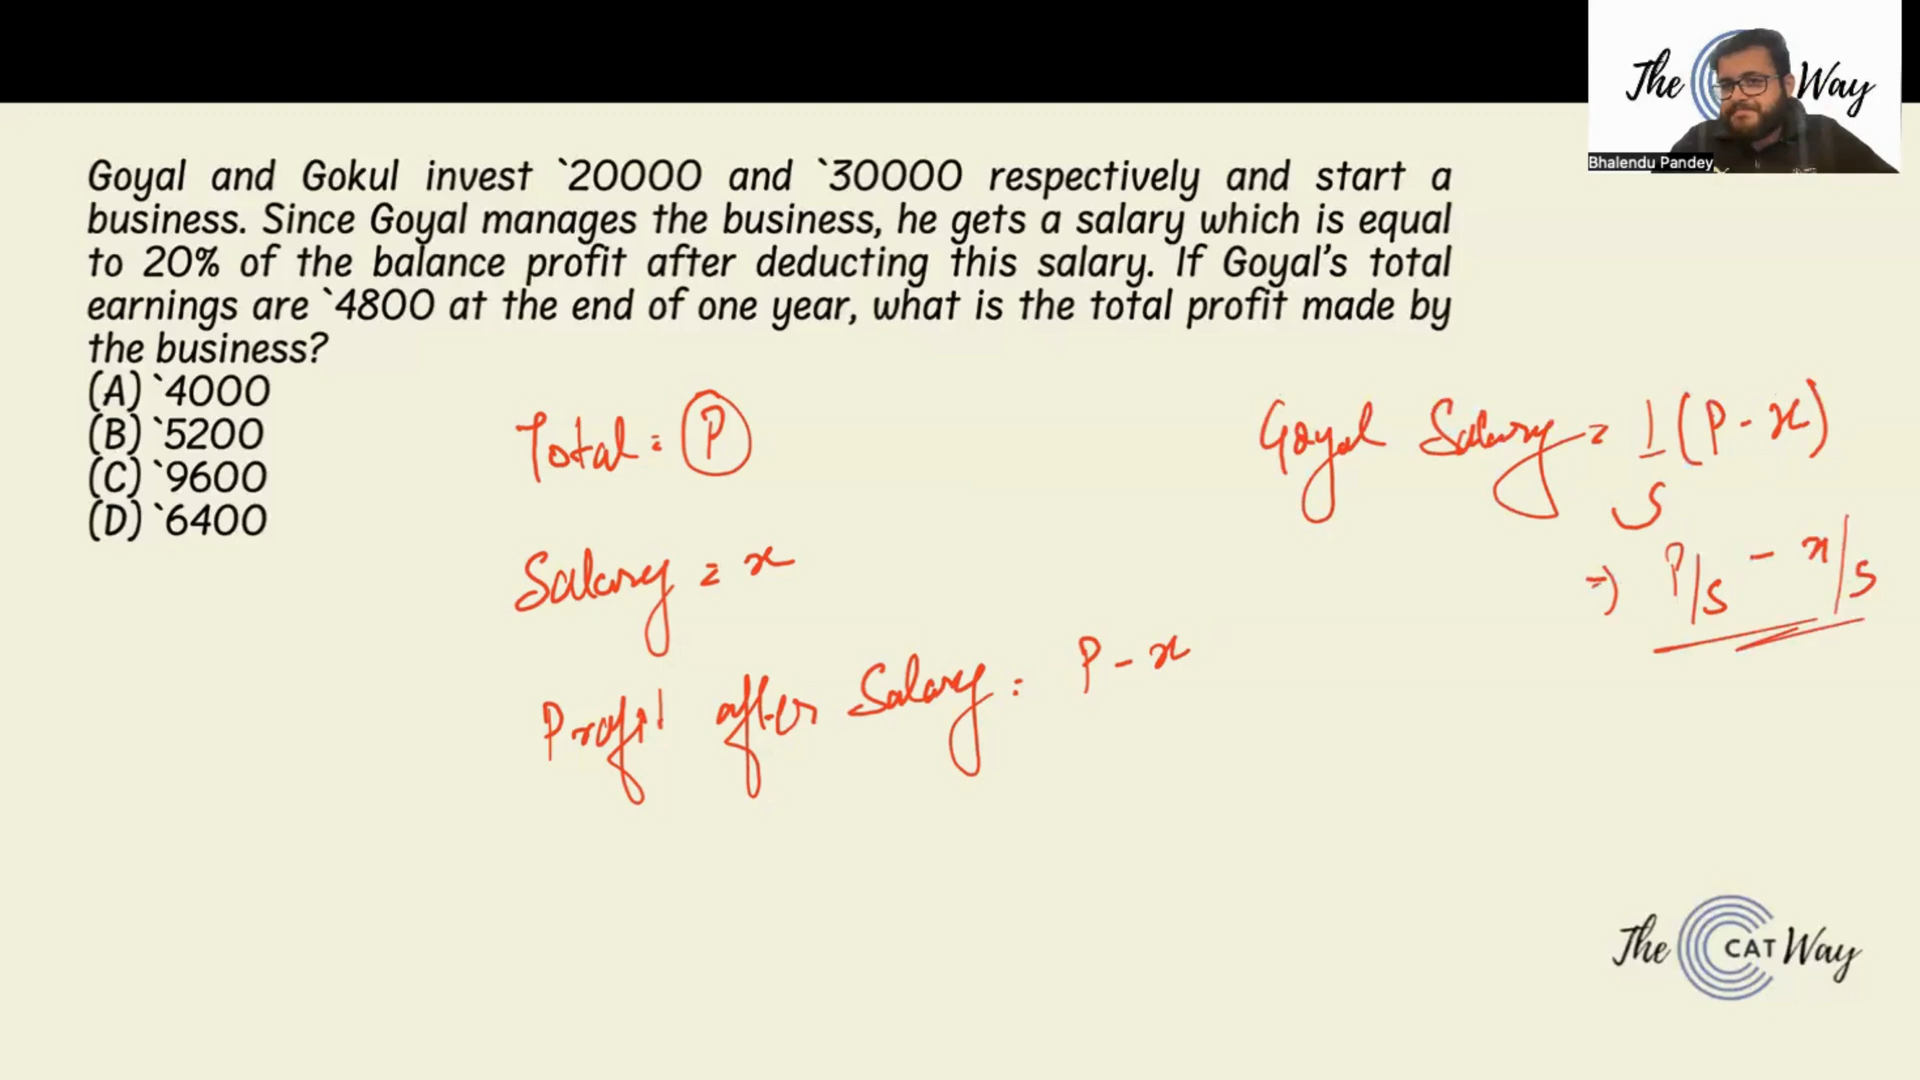 The Way
Bhalendu Pandey
Goyal and Gokul invest `20000 and `30000 respectively and start a
business. Since Goyal manages the business, he gets a salary which is equal
to 20% of the balance profit after deducting this salary. If Goyal's total
earnings are `4800 at the end of one year, what is the total profit made by
the business?
(A) `4000
(B) `5200
(C) `9600
(D) `6400
Total = P
Salary = x
Profit after Salary = P - x
Goyal Salary = 1/5 (P - x)
=> P/5 - x/5
The CAT Way